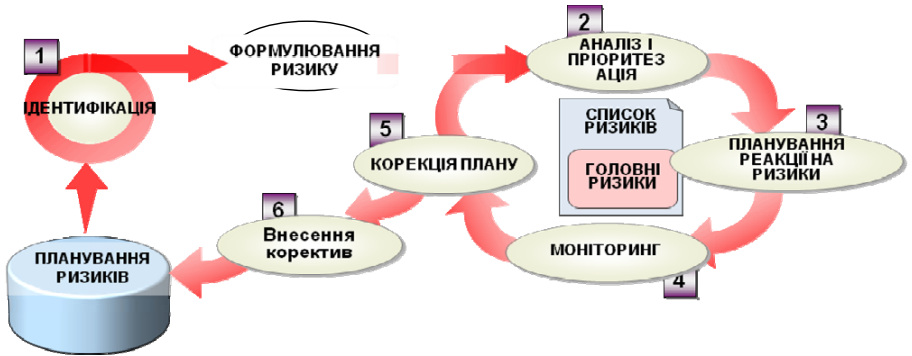 1
ІДЕНТИФІКАЦІЯ
ФОРМУЛЮВАННЯ
РИЗИКУ
2
АНАЛІЗ І
ПРІОРИТЕЗ
АЦІЯ
3
ПЛАНУВАННЯ
РЕАКЦІЇ НА
РИЗИКИ
СПИСОК
РИЗИКІВ
ГОЛОВНІ
РИЗИКИ
4
МОНІТОРИНГ
5
КОРЕКЦІЯ ПЛАНУ
6
Внесення
коректив
ПЛАНУВАННЯ
РИЗИКІВ